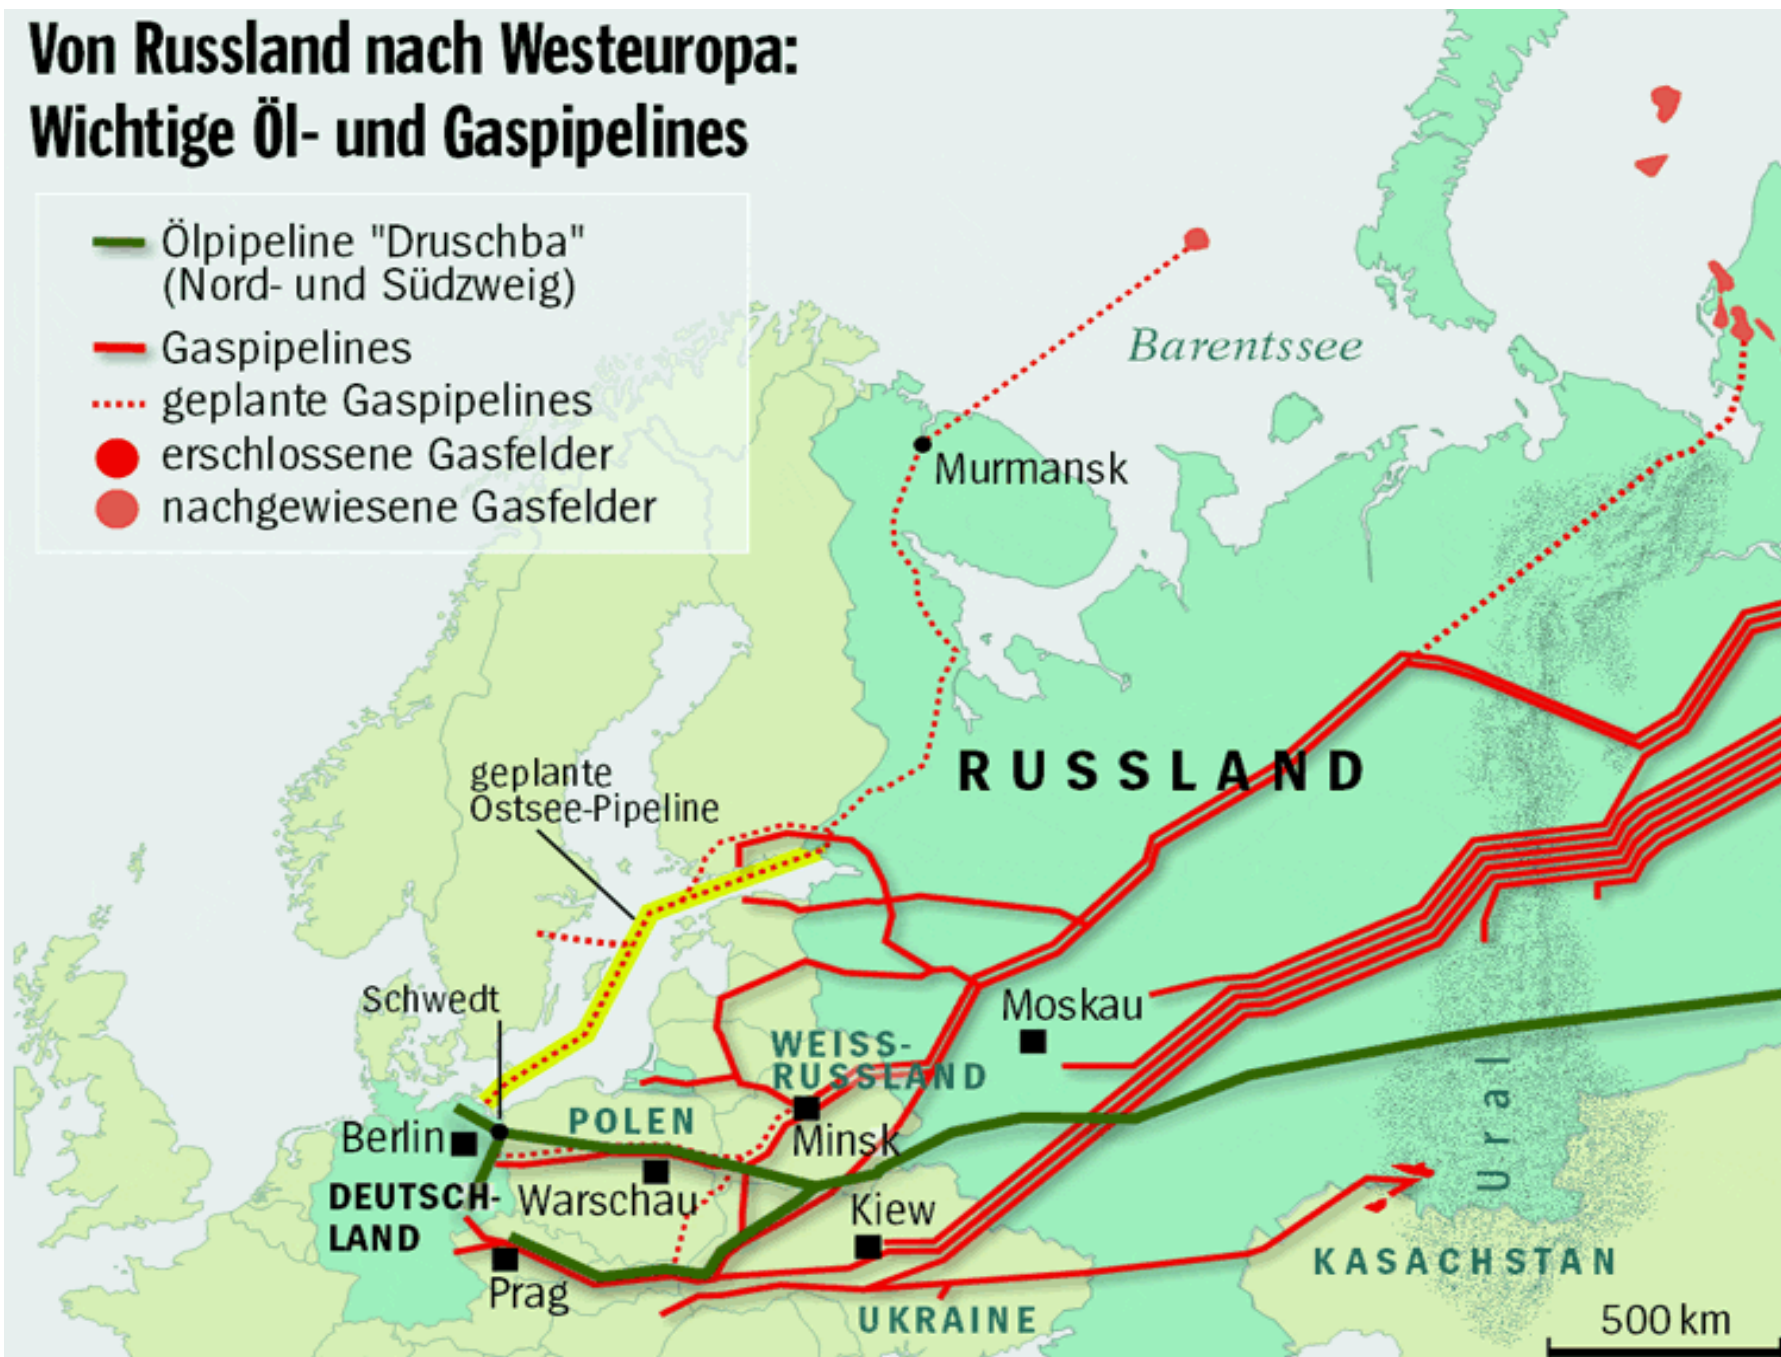 Von Russland nach Westeuropa:
Wichtige Öl- und Gaspipelines
Ölpipeline "Druschba"
(Nord- und Südzweig)
Gaspipelines
geplante Gaspipelines
erschlossene Gasfelder
nachgewiesene Gasfelder
Barentssee
Murmansk
RUSSLAND
geplante
Ostsee-Pipeline
Schwedt
Moskau
WEISS-
RUSSLAND
POLEN
Berlin
Minsk
Ural
DEUTSCH-
LAND
Warschau
Kiew
Prag
KASACHSTAN
UKRAINE
500 km